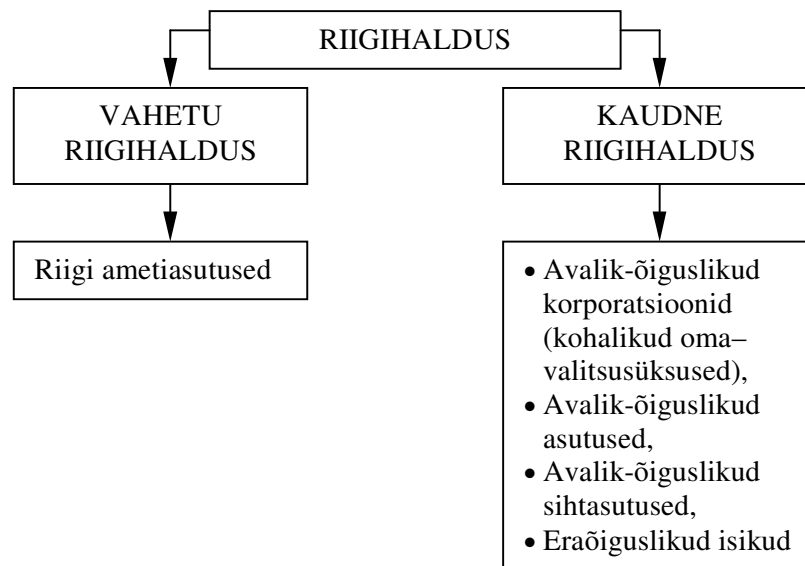 RIIGIHALDUS
VAHETU
RIIGIHALDUS
KAUDNE
RIIGIHALDUS
Riigi ametiasutused
• Avalik-õiguslikud
korporatsioonid
(kohalikud oma–
valitsusüksused),
• Avalik-õiguslikud
asutused,
• Avalik-õiguslikud
sihtasutused,
• Eraõiguslikud isikud